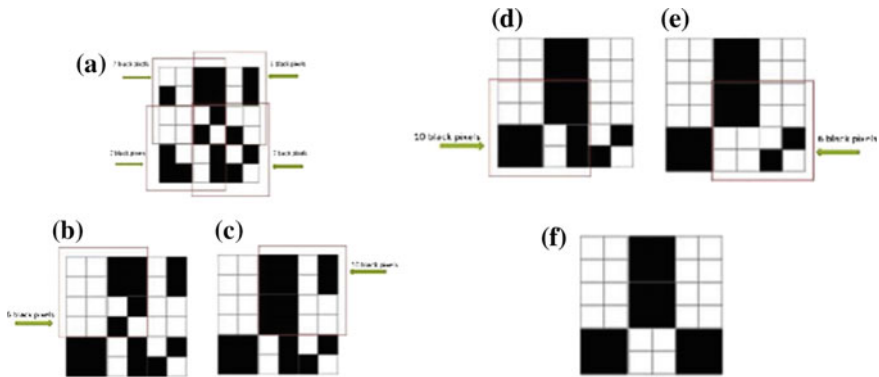 (a)
7 black pixels
black pixels
7 black pixels
7 black pixels
(b)
6 black pixels
(c)
10 black pixels
(d)
10 black pixels
(e)
6 black pixels
(f)